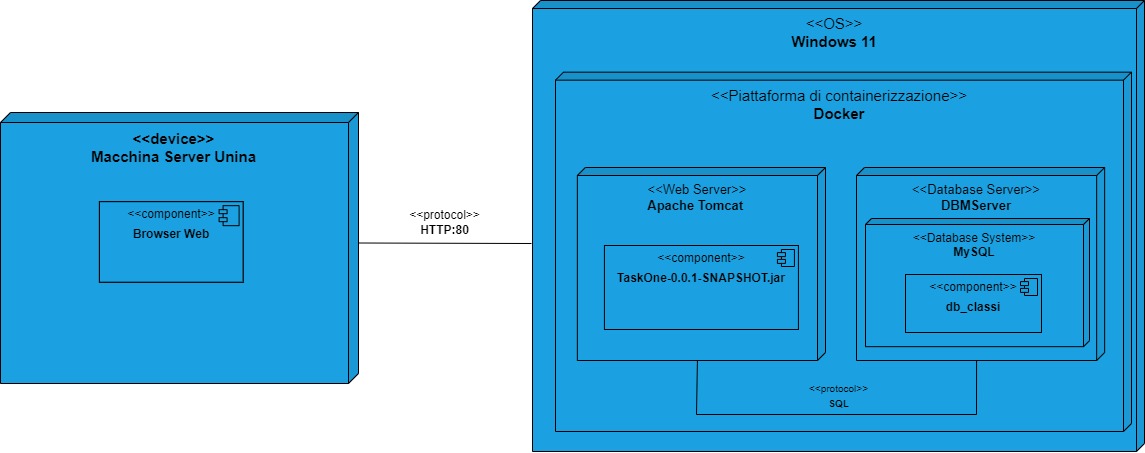 <<OS>>
Windows 11
<<Piattaforma di containerizzazione>>
Docker
<<device>>
Macchina Server Unina
<<component>>
Browser Web
<<protocol>>
HTTP:80
<<Web Server>>
Apache Tomcat
<<component>>
TaskOne-0.0.1-SNAPSHOT.jar
<<Database Server>>
DBMServer
<<Database System>>
MySQL
<<component>>
db_classi
<<protocol>>
SQL